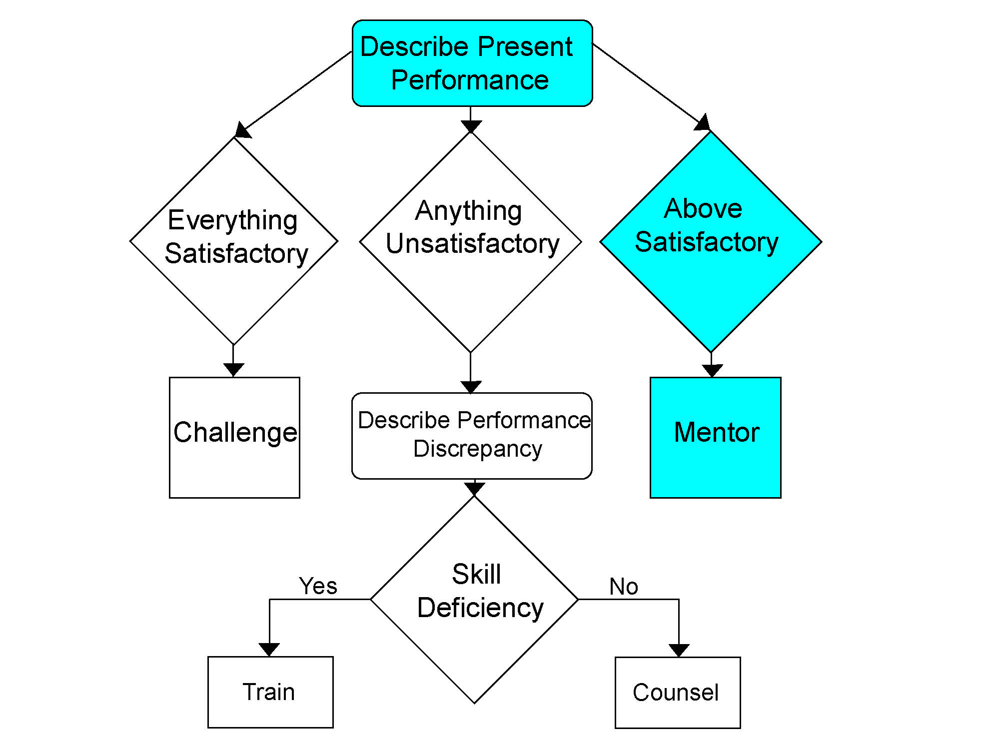 Describe Present
Performance
Everything
Satisfactory
Anything
Unsatisfactory
Above
Satisfactory
Challenge
Describe Performance
Discrepancy
Mentor
Skill
Deficiency
Yes
No
Train
Counsel